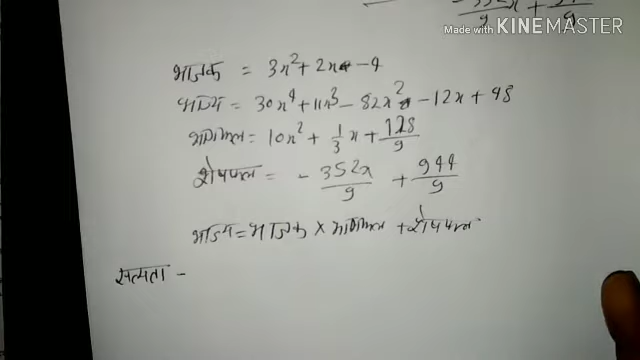 Made with KINEMASTER
भाजक = 3x² + 2x - 4
भाज्य = 30x⁴ + 11x³ - 82x² - 12x + 48
भागफल = 10x² + 1/3 x + 128/9
शेषफल = - 352x/9 + 944/9
भाज्य = भाजक × भागफल + शेषफल
सत्यता -